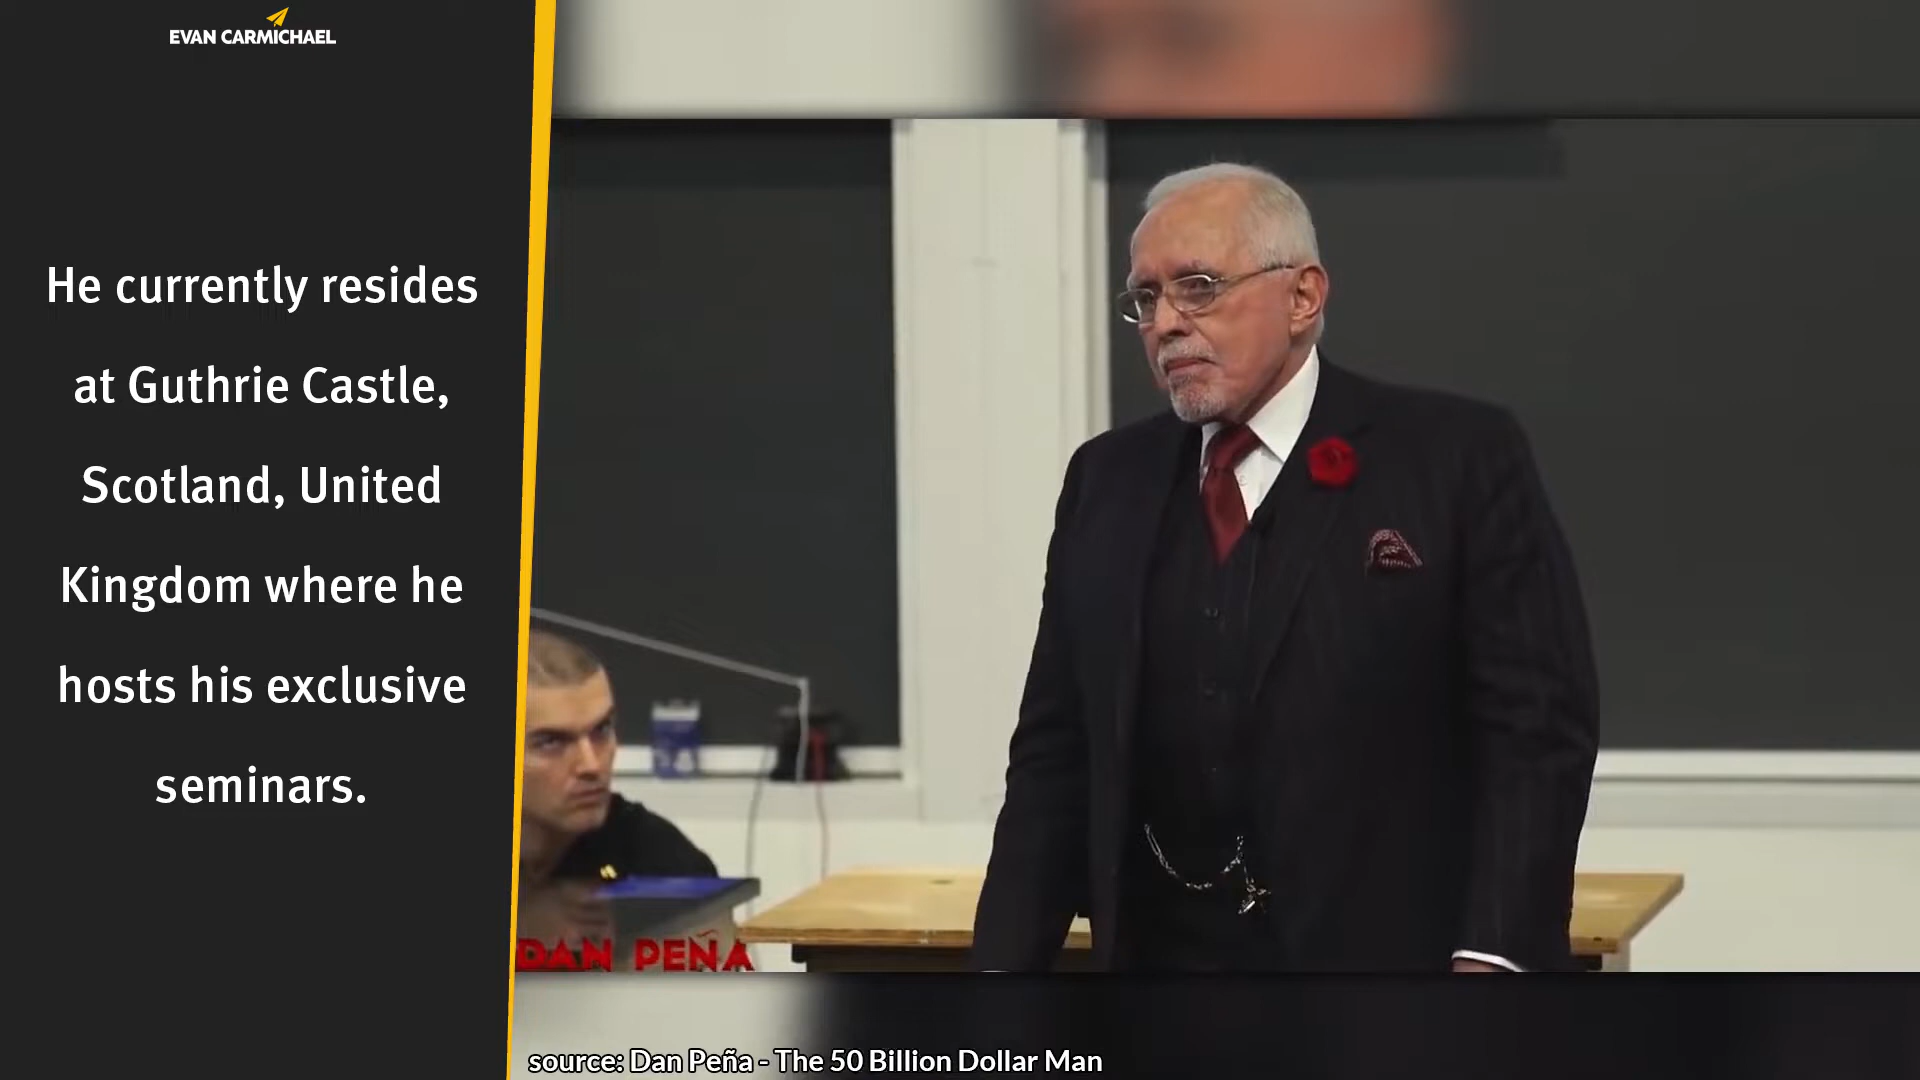 EVAN CARMICHAEL
He currently resides
at Guthrie Castle,
Scotland, United
Kingdom where he
hosts his exclusive
seminars.
DAN PEÑA
source: Dan Peña - The 50 Billion Dollar Man